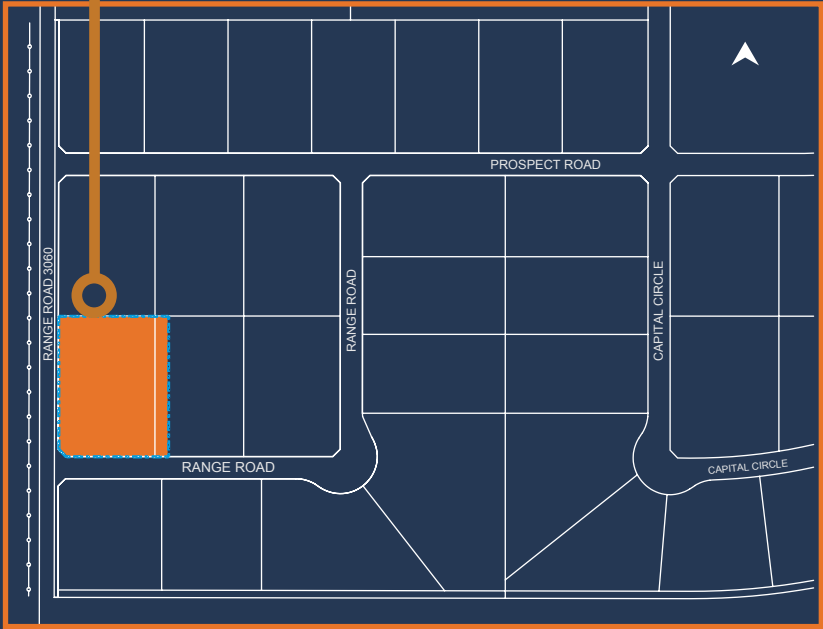 PROSPECT ROAD
RANGE ROAD 3060
RANGE ROAD
CAPITAL CIRCLE
RANGE ROAD
CAPITAL CIRCLE